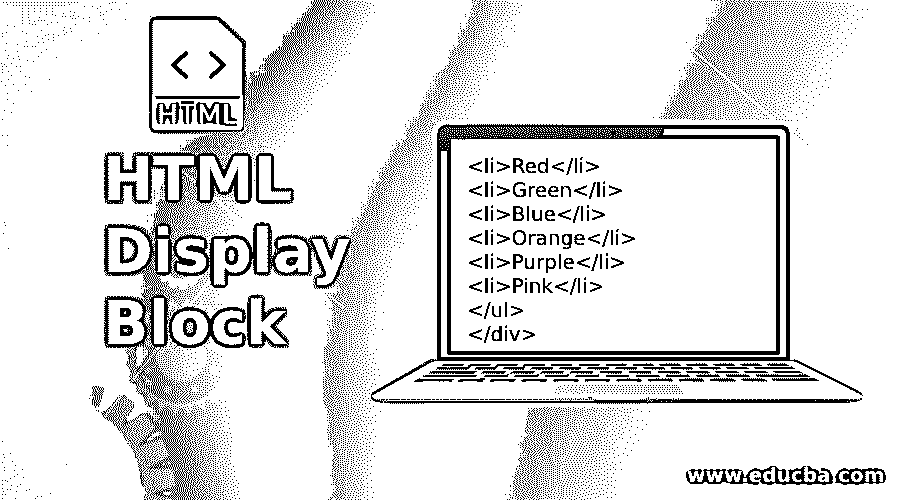 HTML
HTML
Display
Block
<li>Red</li>
<li>Green</li>
<li>Blue</li>
<li>Orange</li>
<li>Purple</li>
<li>Pink</li>
</ul>
</div>
www.educba.com